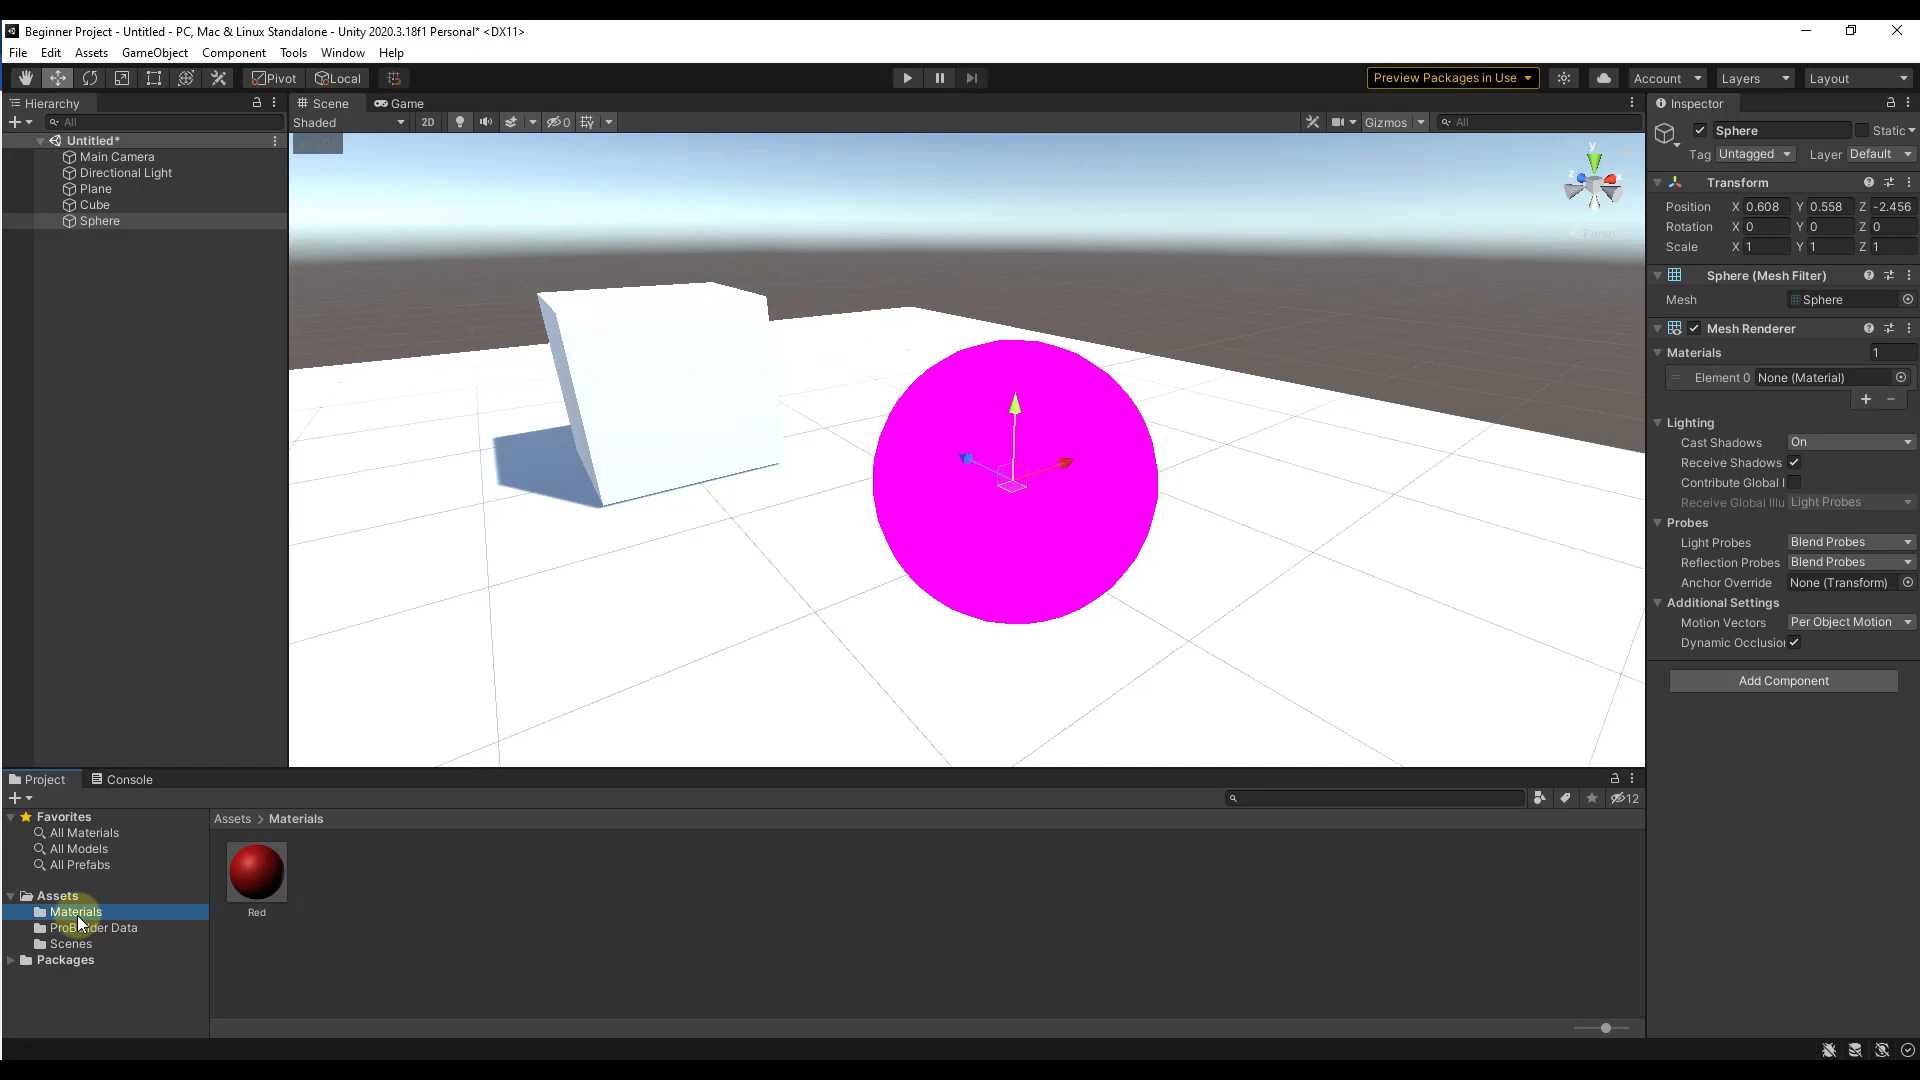 Beginner Project - Untitled - PC, Mac & Linux Standalone - Unity 2020.3.18f1 Personal* <DX11>
File Edit Assets GameObject Component Tools Window Help
Pivot Local Preview Packages in Use Account Layers Layout
Hierarchy
All
Untitled*
Main Camera
Directional Light
Plane
Cube
Sphere
Scene Game
Shaded 2D 0 Gizmos All
y
z x
Persp
Inspector
Sphere Static
Tag Untagged Layer Default
Transform
Position X 0.608 Y 0.558 Z -2.456
Rotation X 0 Y 0 Z 0
Scale X 1 Y 1 Z 1
Sphere (Mesh Filter)
Mesh Sphere
Mesh Renderer
Materials 1
Element 0 None (Material)
Lighting
Cast Shadows On
Receive Shadows
Contribute Global I
Receive Global Illu Light Probes
Probes
Light Probes Blend Probes
Reflection Probes Blend Probes
Anchor Override None (Transform)
Additional Settings
Motion Vectors Per Object Motion
Dynamic Occlusion
Add Component
Project Console
12
Favorites
All Materials
All Models
All Prefabs
Assets
Materials
ProBuilder Data
Scenes
Packages
Assets > Materials
Red